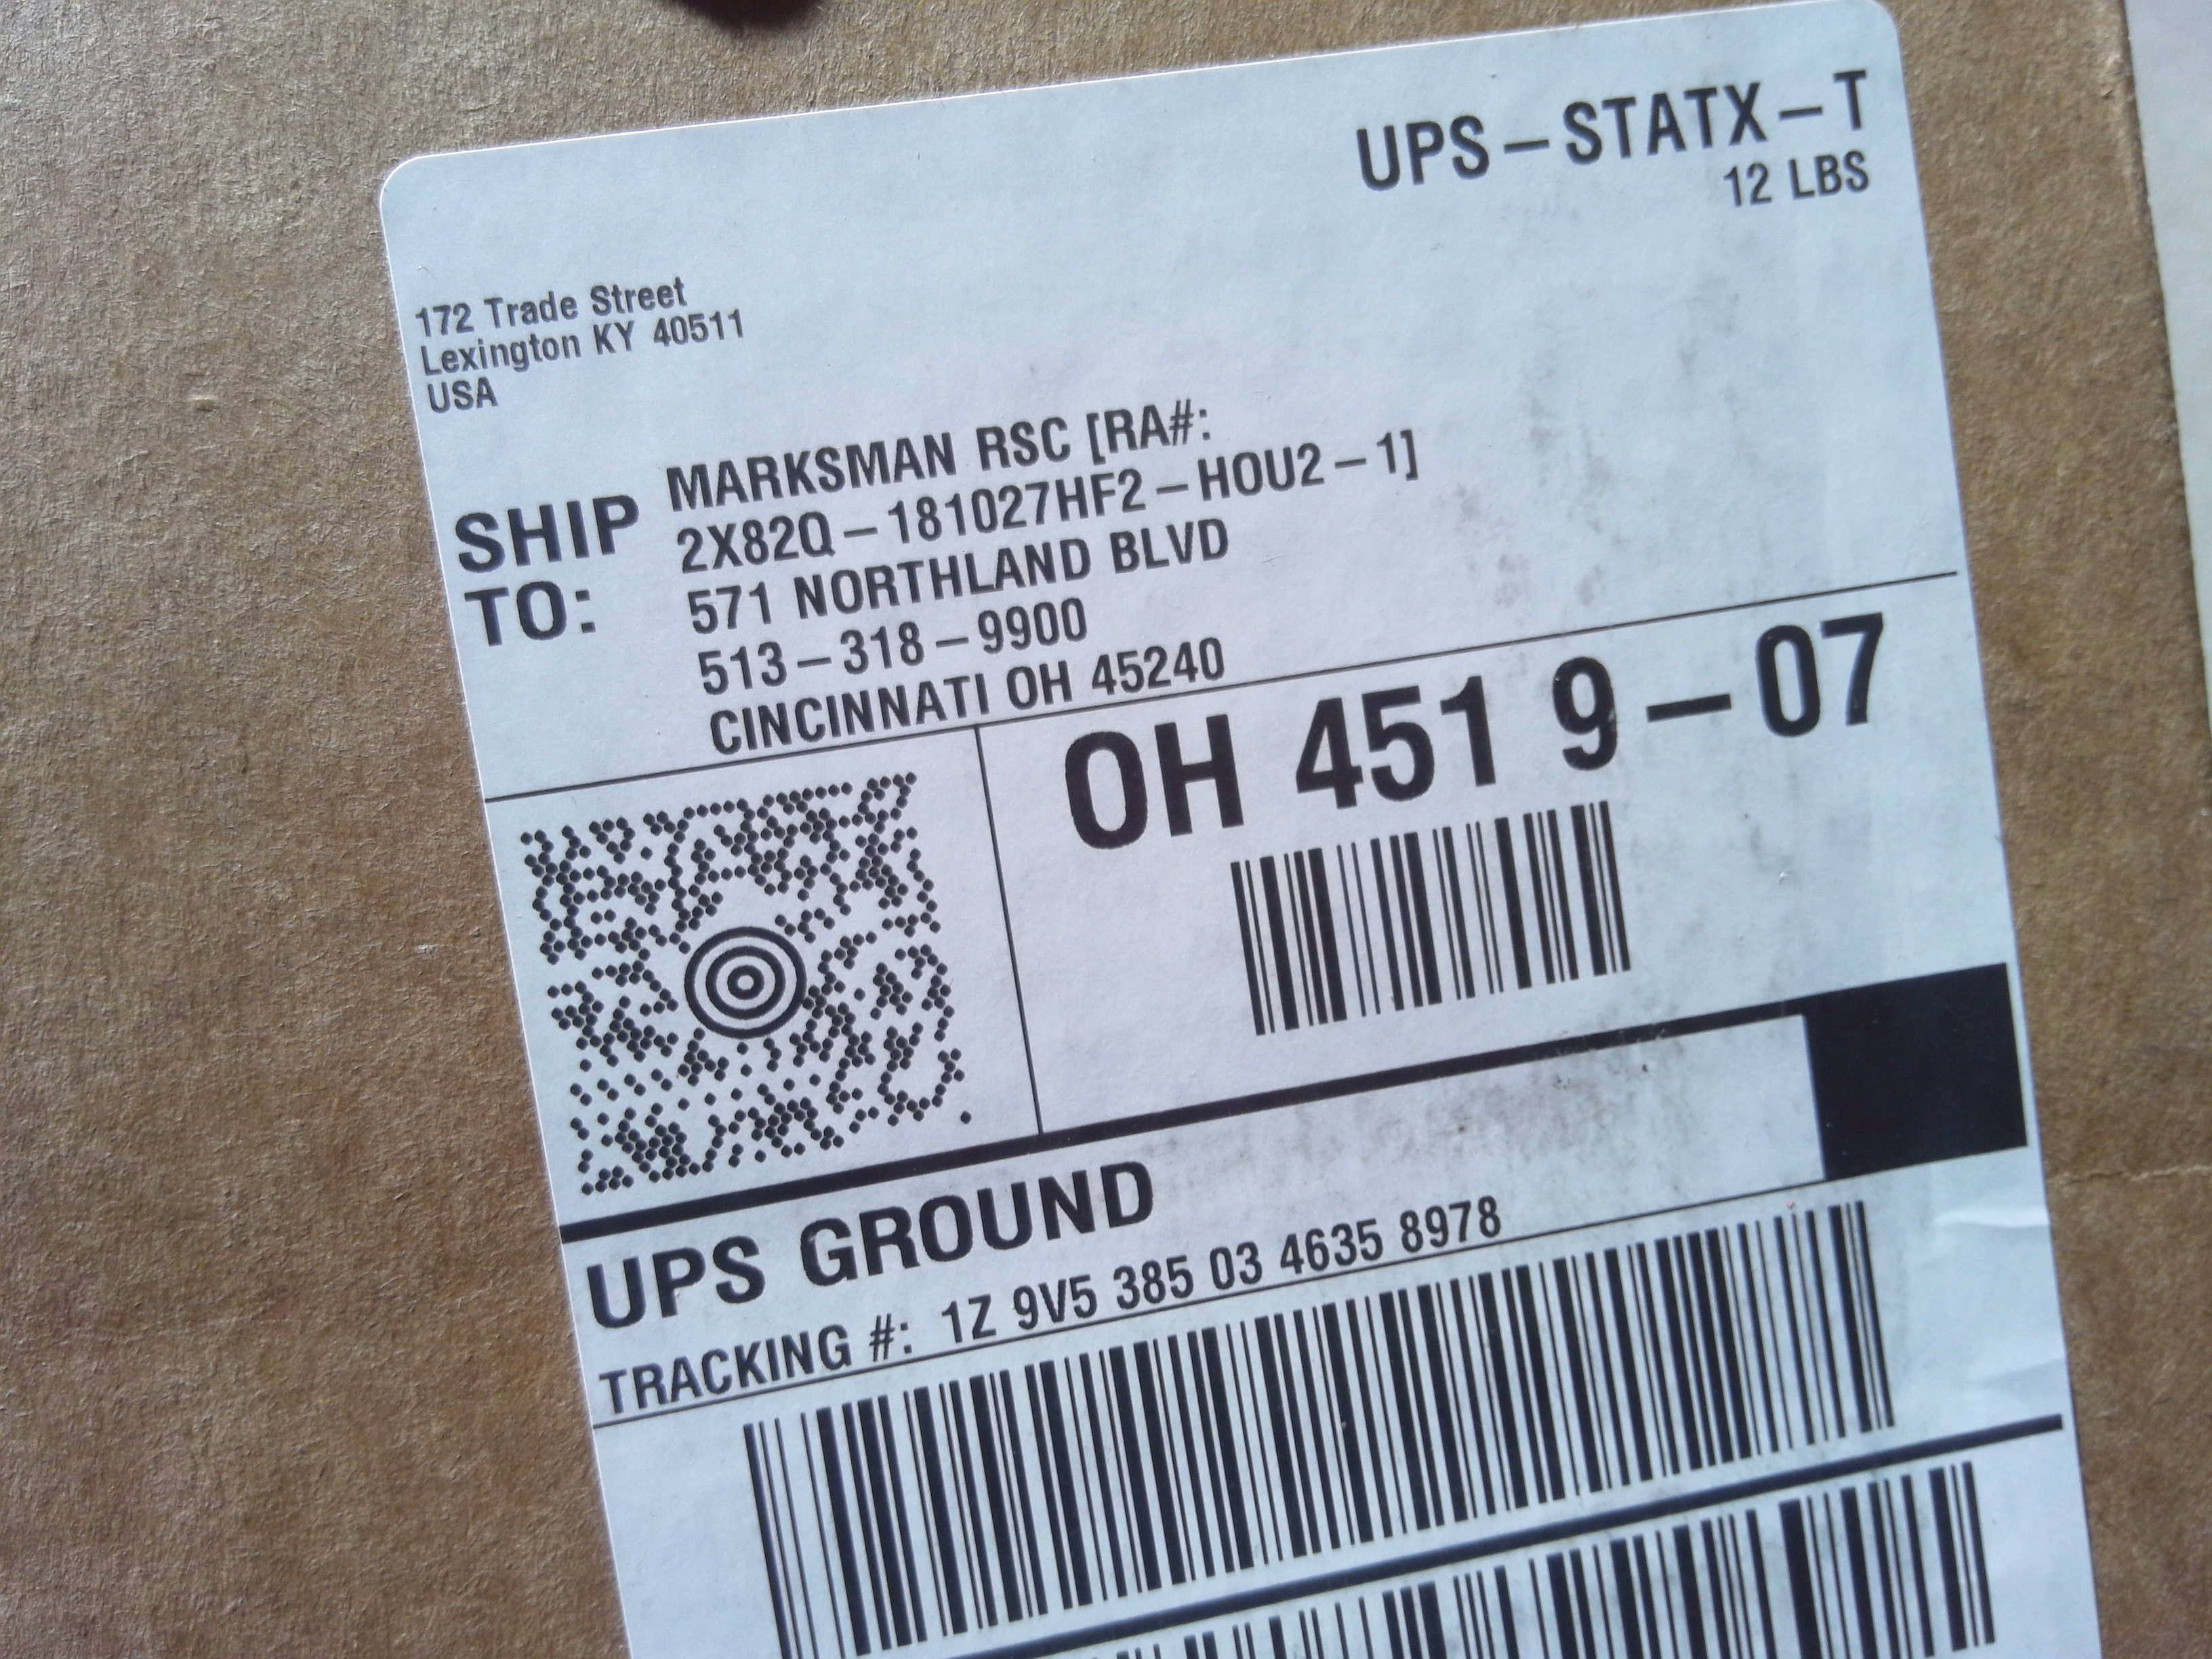 UPS-STATX-T
12 LBS
172 Trade Street
Lexington KY 40511
USA
SHIP TO:
MARKSMAN RSC [RA#:
2X82Q-181027HF2-HOU2-1]
571 NORTHLAND BLVD
513-318-9900
CINCINNATI OH 45240
OH 451 9-07
UPS GROUND
TRACKING #: 1Z 9V5 385 03 4635 8978